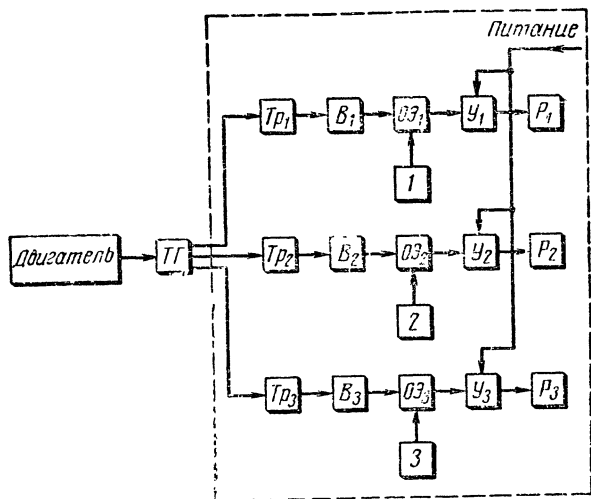 Питание
Тр₁ В₁ ОЭ₁ У₁ Р₁
1
Двигатель ТГ Тр₂ В₂ ОЭ₂ У₂ Р₂
2
Тр₃ В₃ ОЭ₃ У₃ Р₃
3